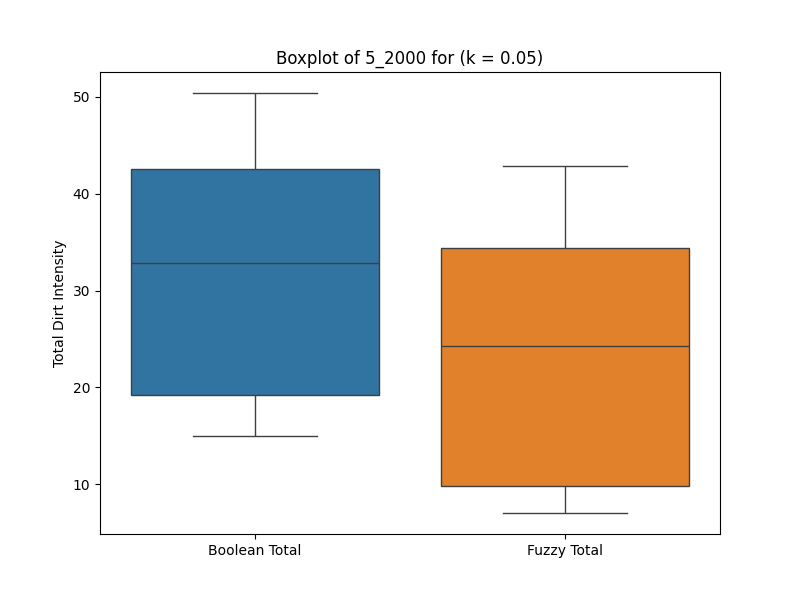 Boxplot of 5_2000 for (k = 0.05)
50
40
30
20
10
Total Dirt Intensity
Boolean Total
Fuzzy Total